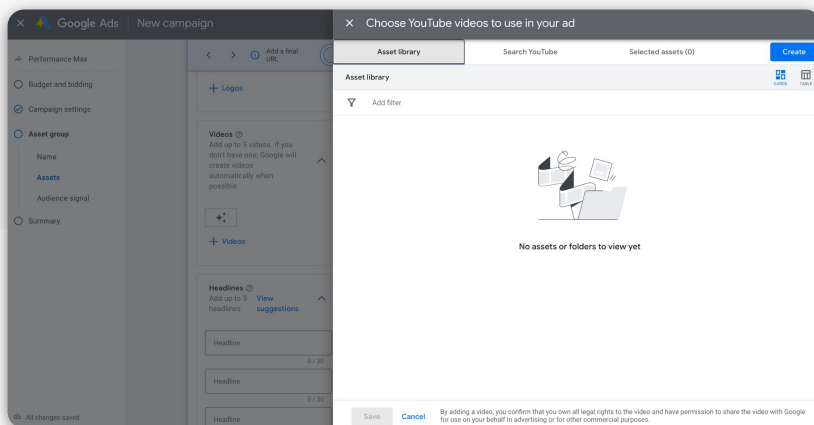 Google Ads
New campaign
Choose YouTube videos to use in your ad
Performance Max
Budget and bidding
Campaign settings
Asset group
Name
Assets
Audience signal
Summary
All changes saved
Add a final
URL
+ Logos
Videos
Add up to 5 videos. If you
don't have one, Google will
create videos
automatically when
possible.
+ Videos
Headlines
Add up to 5 View
headlines. suggestions
Headline
0 / 30
Headline
0 / 30
Headline
Asset library
Search YouTube
Selected assets (0)
Create
Asset library
CARDS
TABLE
Add filter
No assets or folders to view yet
Save
Cancel
By adding a video, you confirm that you own all legal rights to the video and have permission to share the video with Google
for use on your behalf in advertising or for other commercial purposes.